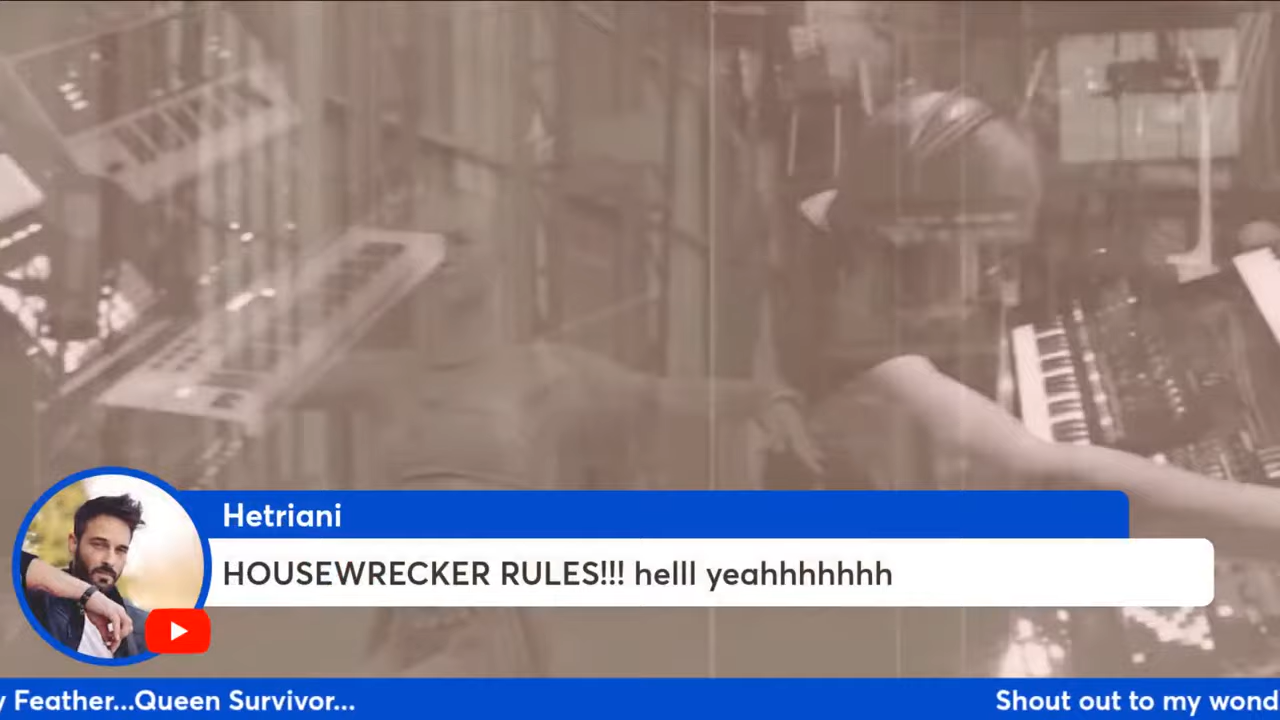 Hetriani
HOUSEWRECKER RULES!!! helll yeahhhhhhh
y Feather...Queen Survivor...
Shout out to my wond